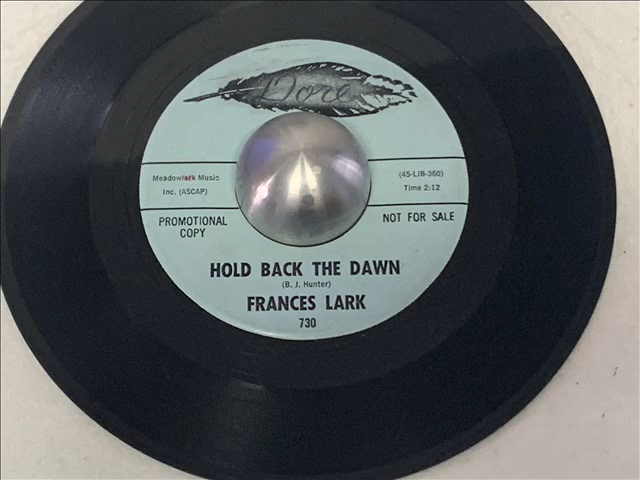 Dore
Meadowlark Music
Inc. (ASCAP)
(45-LJB-360)
Time 2:12
PROMOTIONAL
COPY
NOT FOR SALE
HOLD BACK THE DAWN
(B. J. Hunter)
FRANCES LARK
730